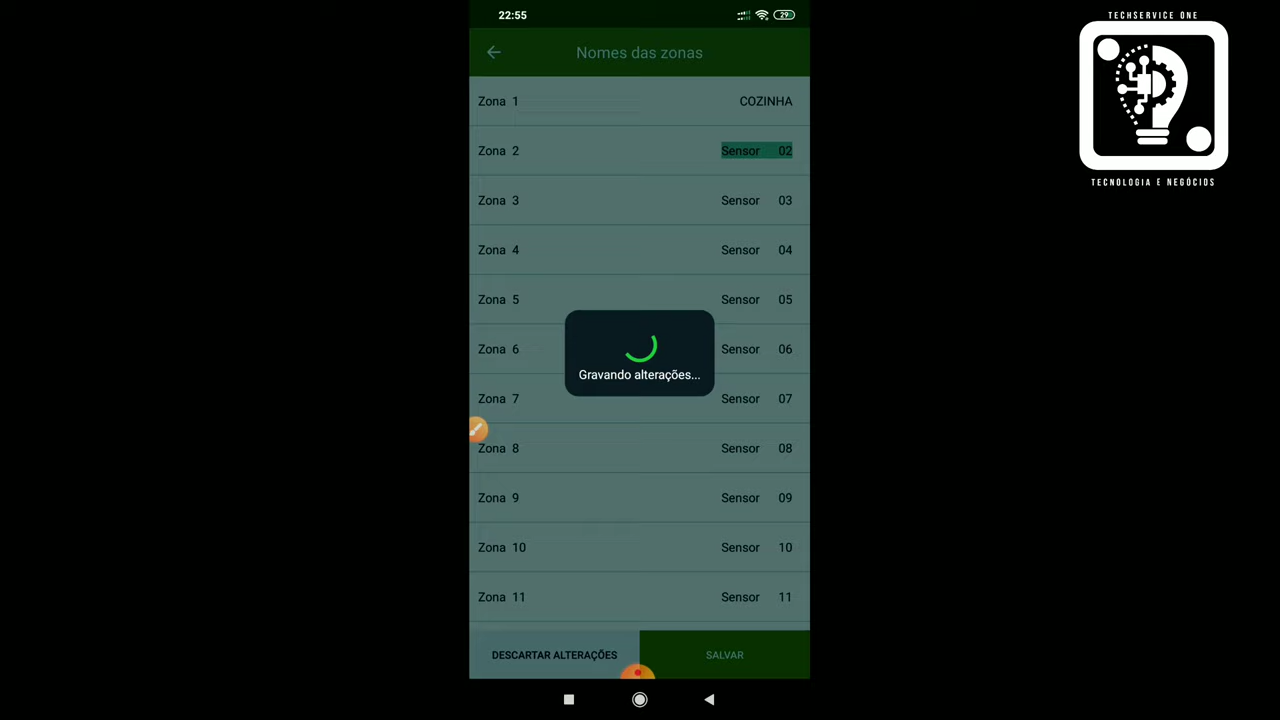 TECHSERVICE ONE
TECNOLOGIA E NEGÓCIOS
22:55 29
Nomes das zonas
Zona 1 COZINHA
Zona 2 Sensor 02
Zona 3 Sensor 03
Zona 4 Sensor 04
Zona 5 Sensor 05
Zona 6 Sensor 06
Gravando alterações...
Zona 7 Sensor 07
Zona 8 Sensor 08
Zona 9 Sensor 09
Zona 10 Sensor 10
Zona 11 Sensor 11
DESCARTAR ALTERAÇÕES SALVAR